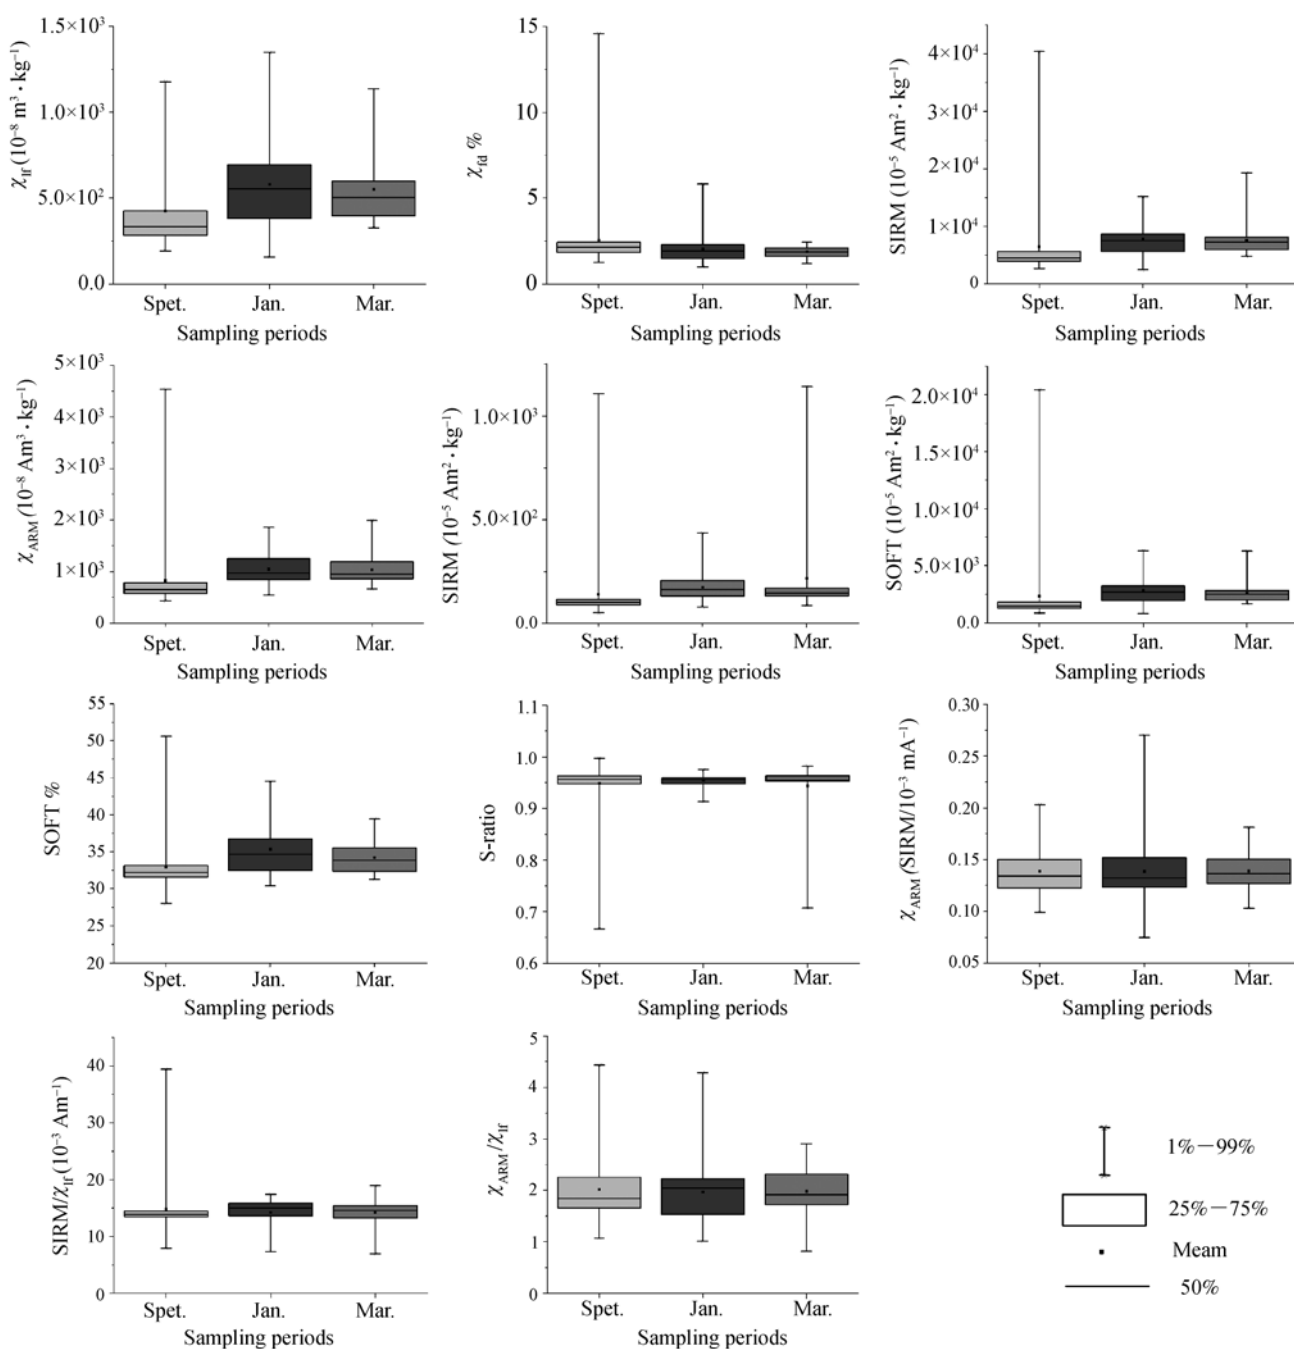 χlf (10⁻⁸ m³·kg⁻¹)
1.5×10³
1.0×10³
5.0×10²
0.0
Spet. Jan. Mar.
Sampling periods
χfd %
15
10
5
0
Spet. Jan. Mar.
Sampling periods
SIRM (10⁻⁵ Am²·kg⁻¹)
4×10⁴
3×10⁴
2×10⁴
1×10⁴
0
Spet. Jan. Mar.
Sampling periods
χARM (10⁻⁸ Am³·kg⁻¹)
5×10³
4×10³
3×10³
2×10³
1×10³
0
Spet. Jan. Mar.
Sampling periods
SIRM (10⁻⁵ Am²·kg⁻¹)
1.0×10³
5.0×10²
0.0
Spet. Jan. Mar.
Sampling periods
SOFT (10⁻⁵ Am²·kg⁻¹)
2.0×10⁴
1.5×10⁴
1.0×10⁴
5.0×10³
0.0
Spet. Jan. Mar.
Sampling periods
SOFT %
55
50
45
40
35
30
25
20
Spet. Jan. Mar.
Sampling periods
S-ratio
1.1
1.0
0.9
0.8
0.7
0.6
Spet. Jan. Mar.
Sampling periods
χARM (SIRM/10⁻³ mA⁻¹)
0.30
0.25
0.20
0.15
0.10
0.05
Spet. Jan. Mar.
Sampling periods
SIRM/χlf (10⁻³ Am⁻¹)
40
30
20
10
0
Spet. Jan. Mar.
Sampling periods
χARM/χlf
5
4
3
2
1
0
Spet. Jan. Mar.
Sampling periods
1%−99%
25%−75%
Meam
50%